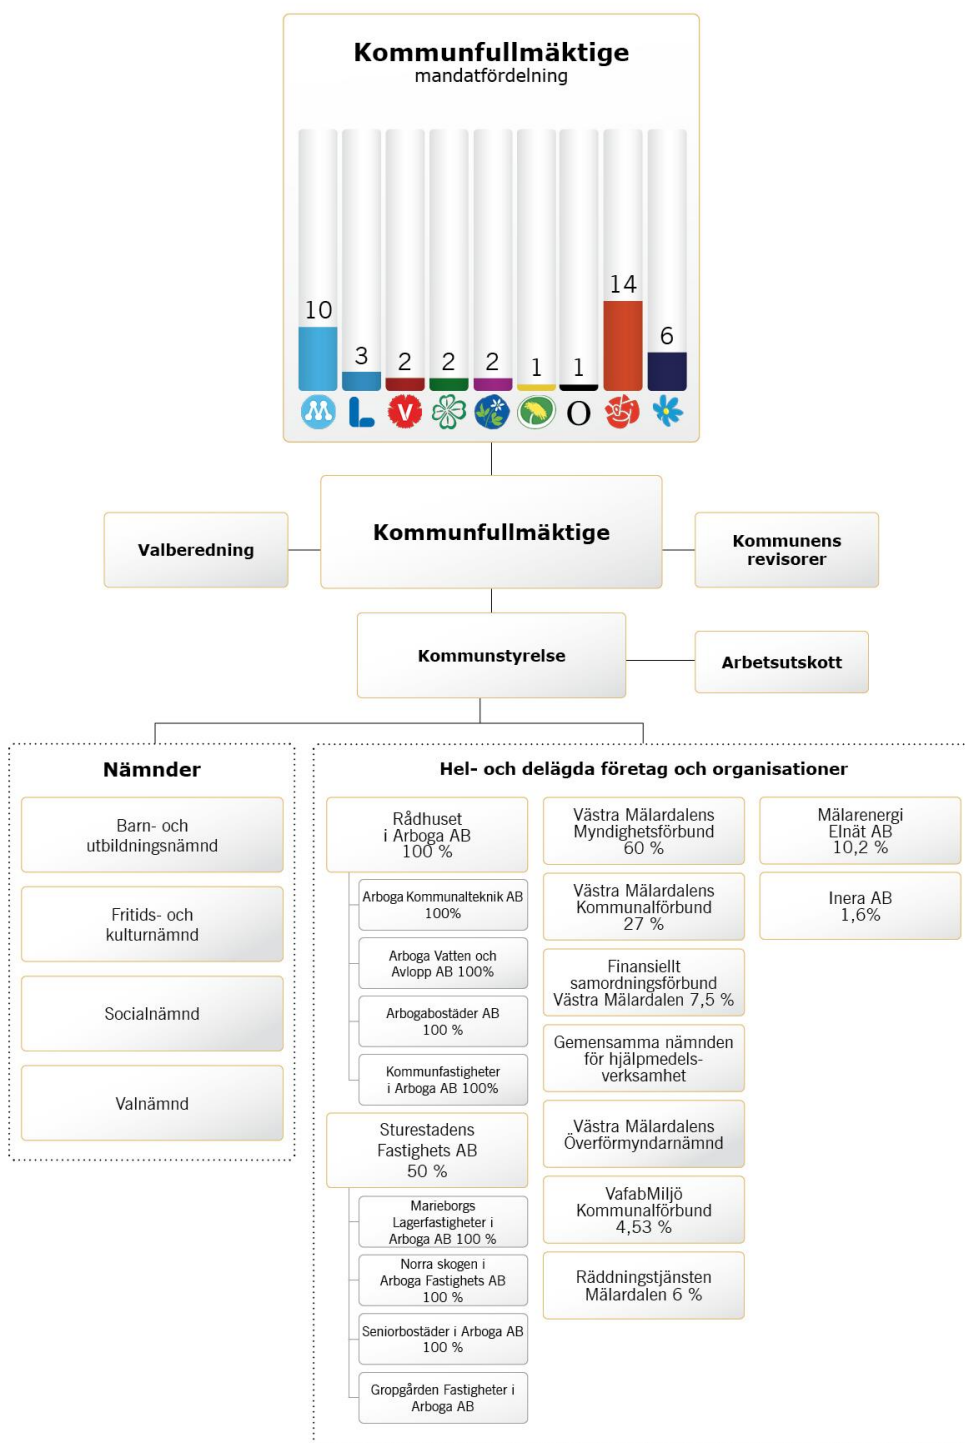 Kommunfullmäktige
mandatfördelning
10
3
2
2
2
1
1
14
6
M
L
V
O
Kommunfullmäktige
Valberedning
Kommunens
revisorer
Kommunstyrelse
Arbetsutskott
Nämnder
Barn- och
utbildningsnämnd
Fritids- och
kulturnämnd
Socialnämnd
Valnämnd
Hel- och delägda företag och organisationer
Rådhuset
i Arboga AB
100 %
Arboga Kommunalteknik AB
100%
Arboga Vatten och
Avlopp AB 100%
Arbogabostäder AB
100 %
Kommunfastigheter
i Arboga AB 100%
Sturestadens
Fastighets AB
50 %
Marieborgs
Lagerfastigheter i
Arboga AB 100 %
Norra skogen i
Arboga Fastighets AB
100 %
Seniorbostäder i Arboga AB
100 %
Gropgården Fastigheter i
Arboga AB
Västra Mälardalens
Myndighetsförbund
60 %
Västra Mälardalens
Kommunalförbund
27 %
Finansiellt
samordningsförbund
Västra Mälardalen 7,5 %
Gemensamma nämnden
för hjälpmedels-
verksamhet
Västra Mälardalens
Överförmyndarnämnd
VafabMiljö
Kommunalförbund
4,53 %
Räddningstjänsten
Mälardalen 6 %
Mälarenergi
Elnät AB
10,2 %
Inera AB
1,6%